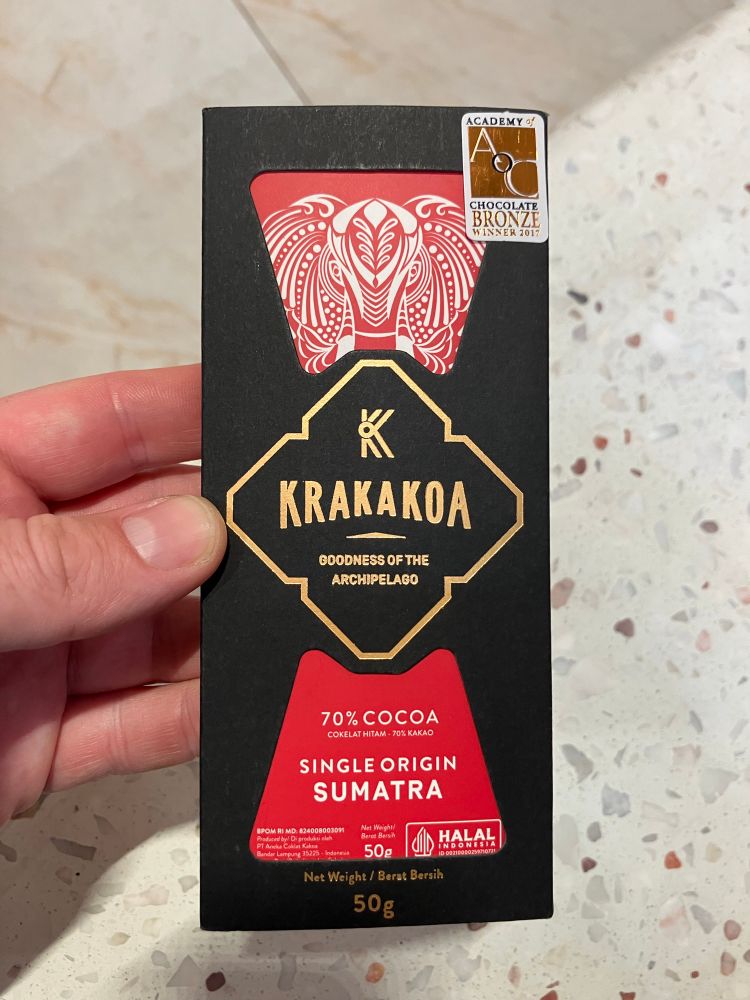 ACADEMY of
AoC
CHOCOLATE
BRONZE
WINNER 2017
K
KRAKAKOA
GOODNESS OF THE
ARCHIPELAGO
70% COCOA
COKELAT HITAM - 70% KAKAO
SINGLE ORIGIN
SUMATRA
BPOM RI MD: 824008003091
Produced by/ Di produksi oleh
PT Aneka Coklat Kakoa
Bandar Lampung 35225 - Indonesia
Net Weight/
Berat Bersih
50g
HALAL
INDONESIA
Net Weight / Berat Bersih
50g